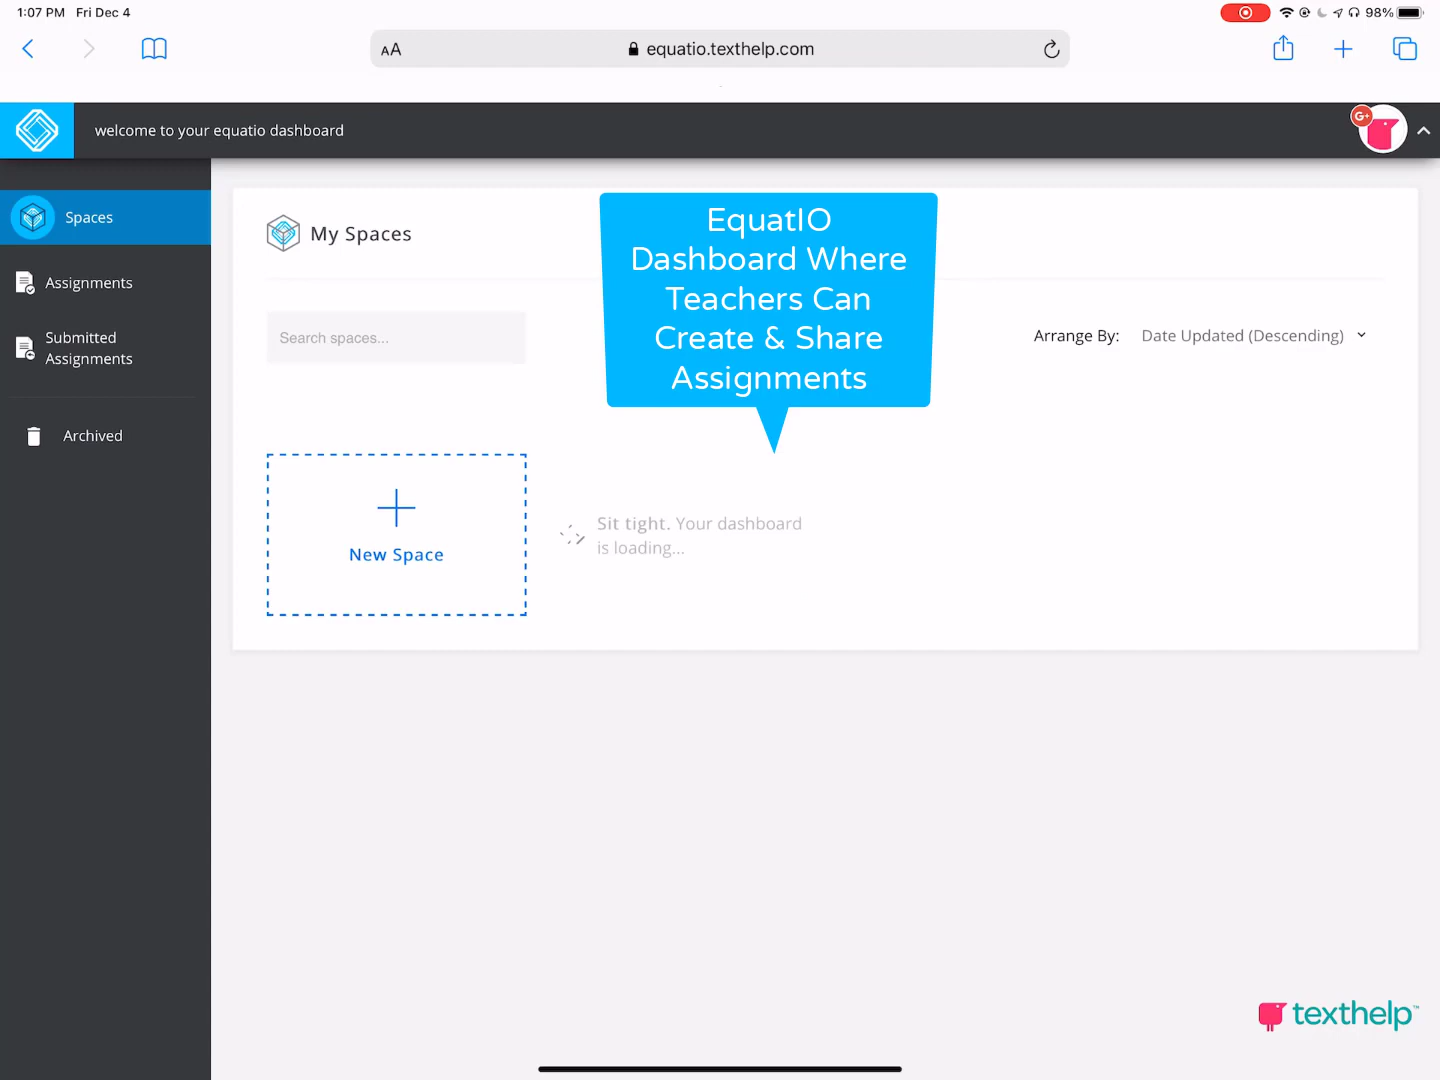 1:07 PM Fri Dec 4
98%
AA
equatio.texthelp.com
welcome to your equatio dashboard
G+
Spaces
Assignments
Submitted
Assignments
Archived
My Spaces
EquatIO
Dashboard Where
Teachers Can
Create & Share
Assignments
Search spaces...
Arrange By: Date Updated (Descending)
New Space
Sit tight. Your dashboard
is loading...
texthelp™